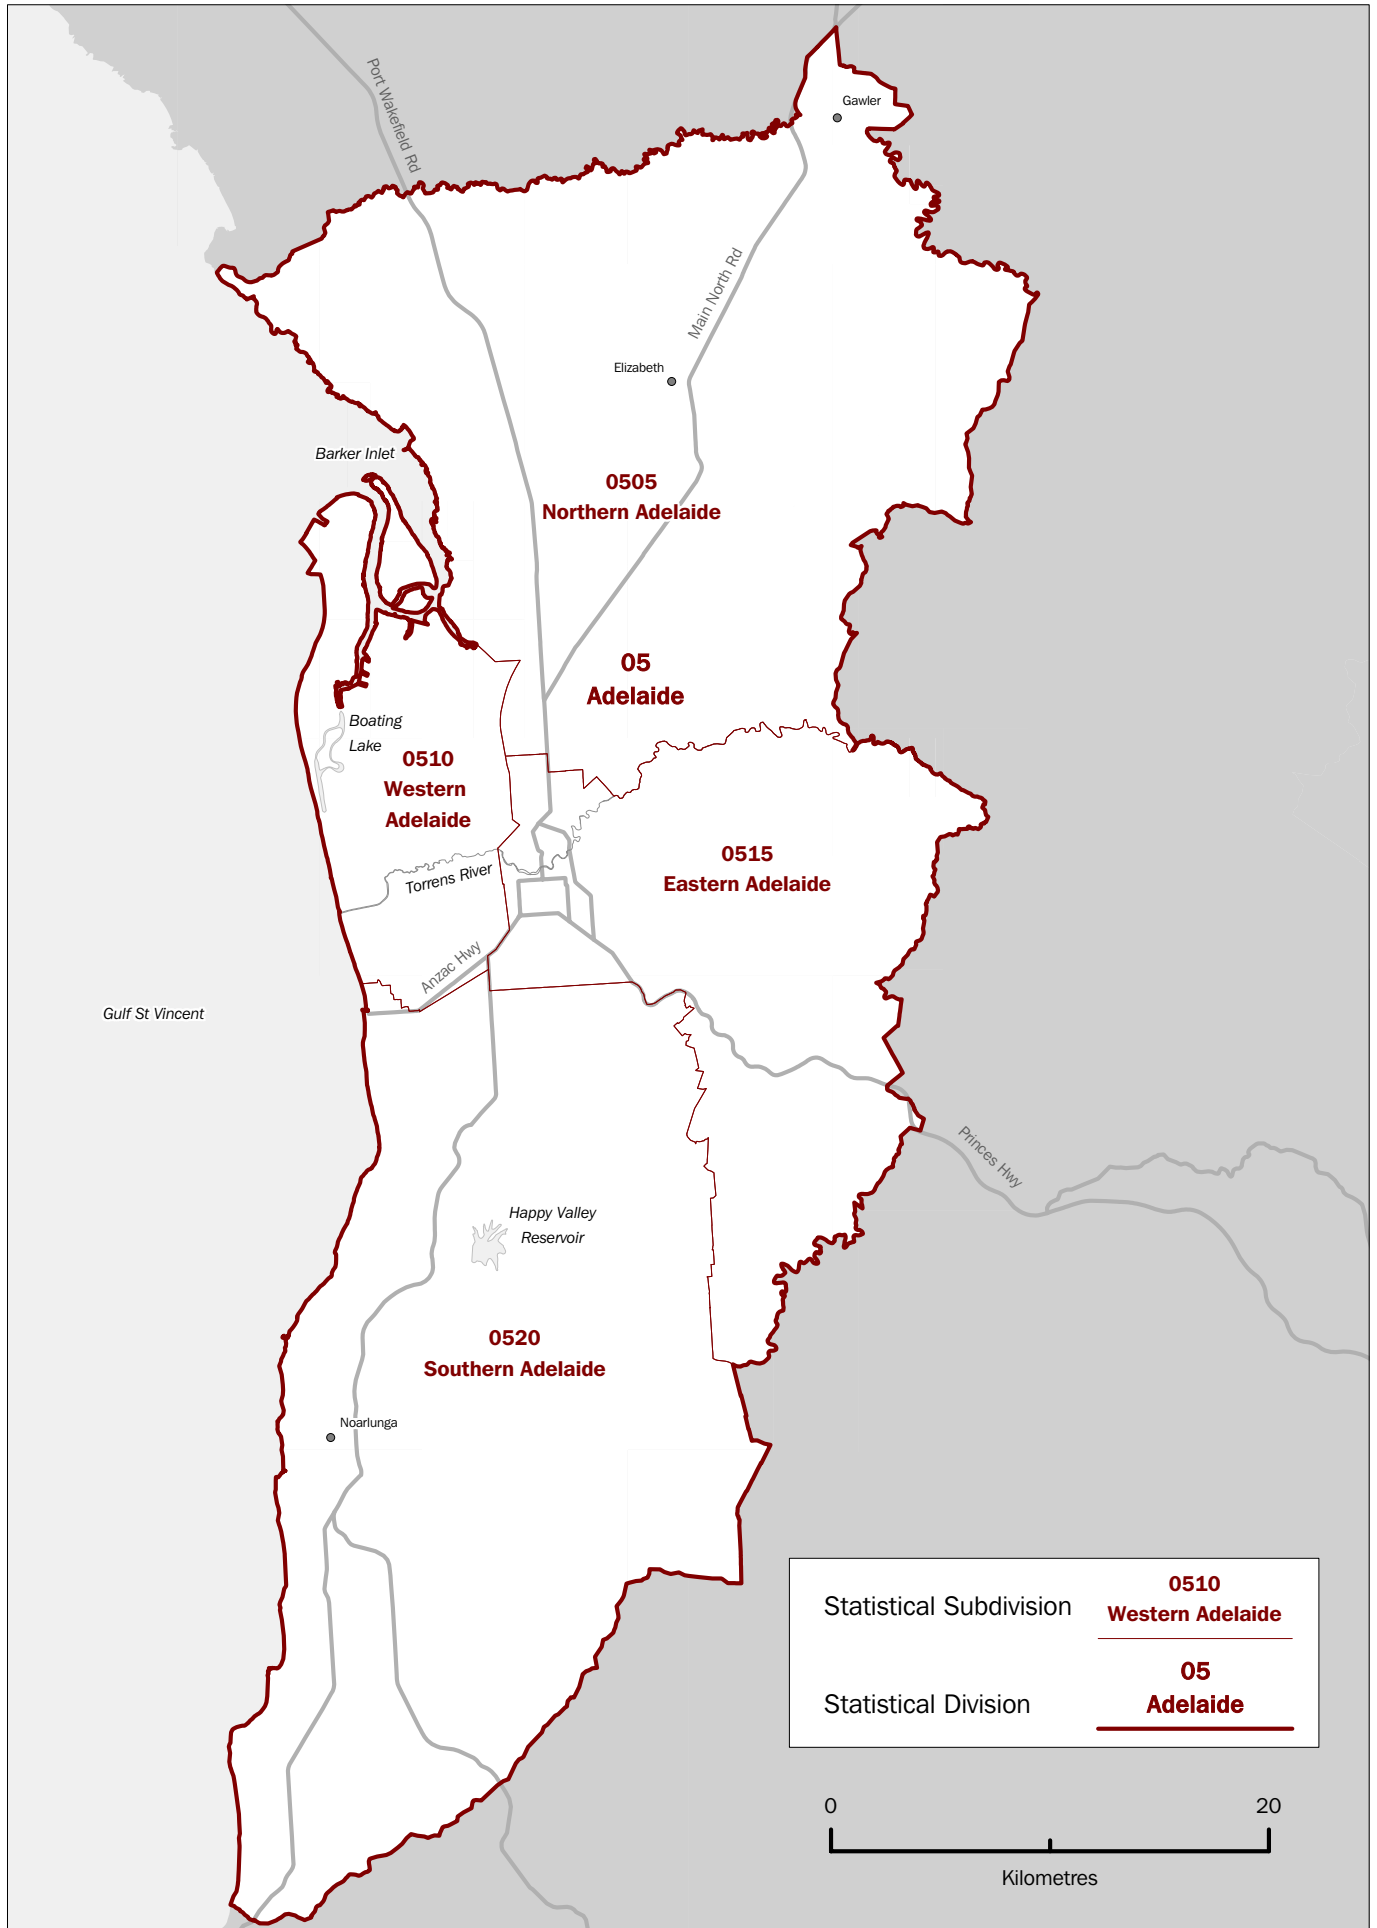 Port Wakefield Rd
Gawler
Main North Rd
Elizabeth
Barker Inlet
0505
Northern Adelaide
05
Adelaide
Boating
Lake
0510
Western
Adelaide
0515
Eastern Adelaide
Torrens River
Anzac Hwy
Gulf St Vincent
Princes Hwy
Happy Valley
Reservoir
0520
Southern Adelaide
Noarlunga
Statistical Subdivision
0510
Western Adelaide
Statistical Division
05
Adelaide
0
20
Kilometres